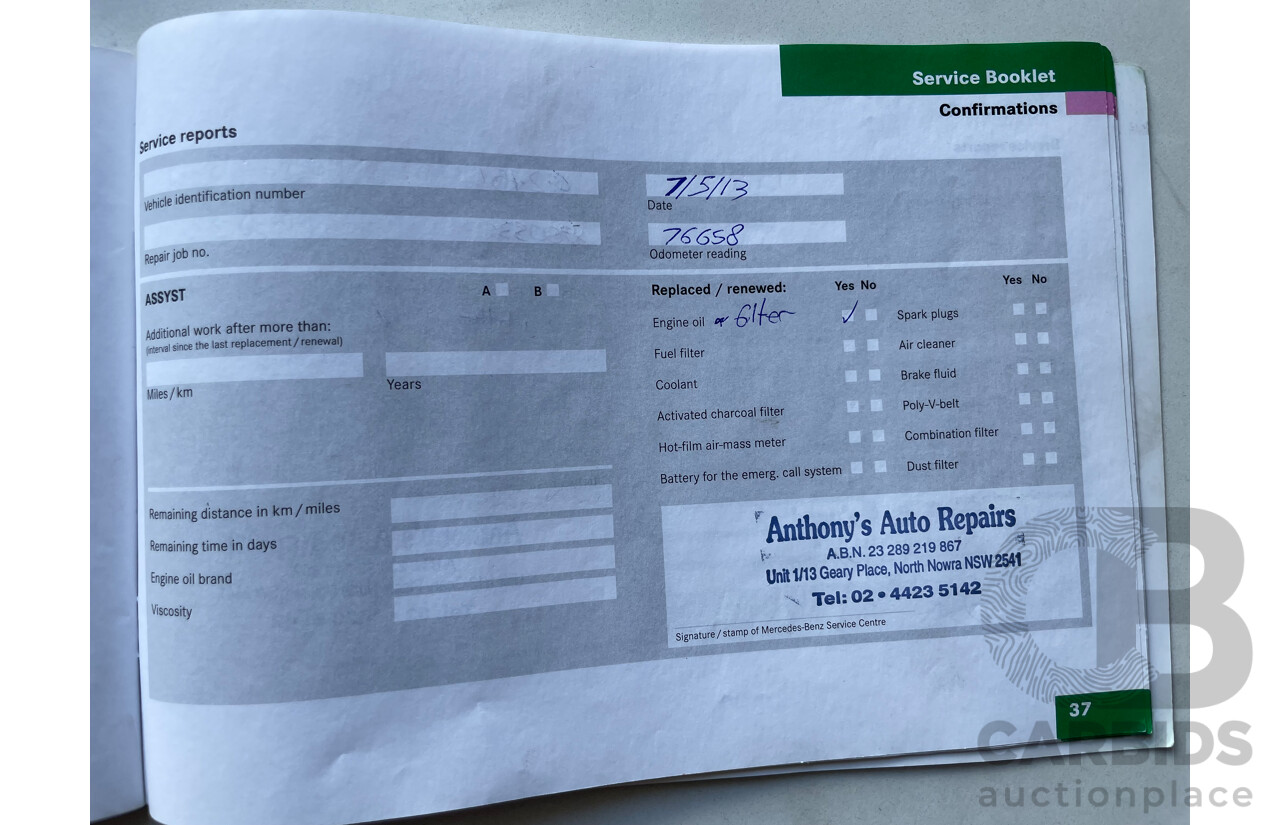 Service Booklet
Confirmations
Service reports
Vehicle identification number
7/5/13
Date
Repair job no.
76658
Odometer reading
ASSYST A B
Additional work after more than:
(interval since the last replacement / renewal)
Miles / km
Years
Remaining distance in km / miles
Remaining time in days
Engine oil brand
Viscosity
Replaced / renewed: Yes No
Engine oil & filter ✓
Fuel filter
Coolant
Activated charcoal filter
Hot-film air-mass meter
Battery for the emerg. call system
Yes No
Spark plugs
Air cleaner
Brake fluid
Poly-V-belt
Combination filter
Dust filter
Anthony's Auto Repairs
A.B.N. 23 289 219 867
Unit 1/13 Geary Place, North Nowra NSW 2541
Tel: 02 • 4423 5142
Signature / stamp of Mercedes-Benz Service Centre
37
CARBIDS
auctionplace